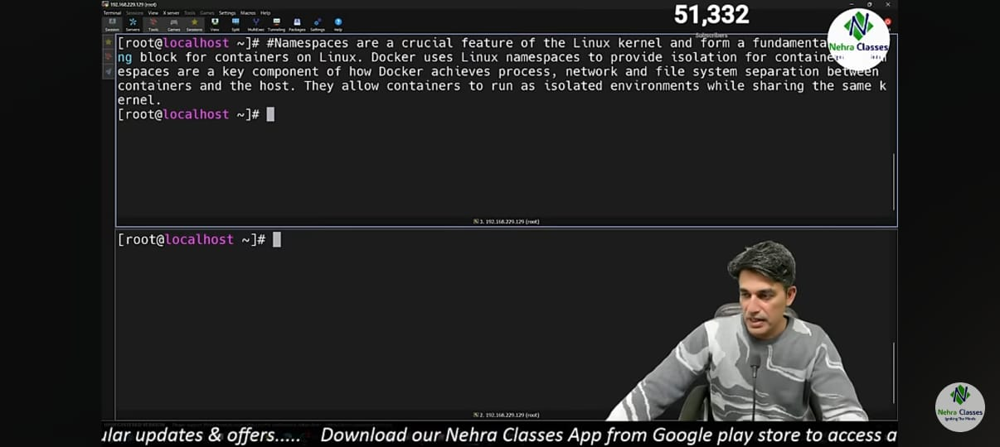 192.168.229.129 (root)
Terminal Sessions View X server Tools Games Settings Macros Help
Session Servers Tools Games Sessions View Split MultiExec Tunneling Packages Settings Help
51,332
Subscribers
Nehra Classes
[root@localhost ~]# #Namespaces are a crucial feature of the Linux kernel and form a fundamenta
ng block for containers on Linux. Docker uses Linux namespaces to provide isolation for containe
espaces are a key component of how Docker achieves process, network and file system separation between
containers and the host. They allow containers to run as isolated environments while sharing the same k
ernel.
[root@localhost ~]#
3. 192.168.229.129 (root)
[root@localhost ~]#
2. 192.168.229.129 (root)
Nehra Classes
Igniting The Minds
ular updates & offers..... Download our Nehra Classes App from Google play store to access a